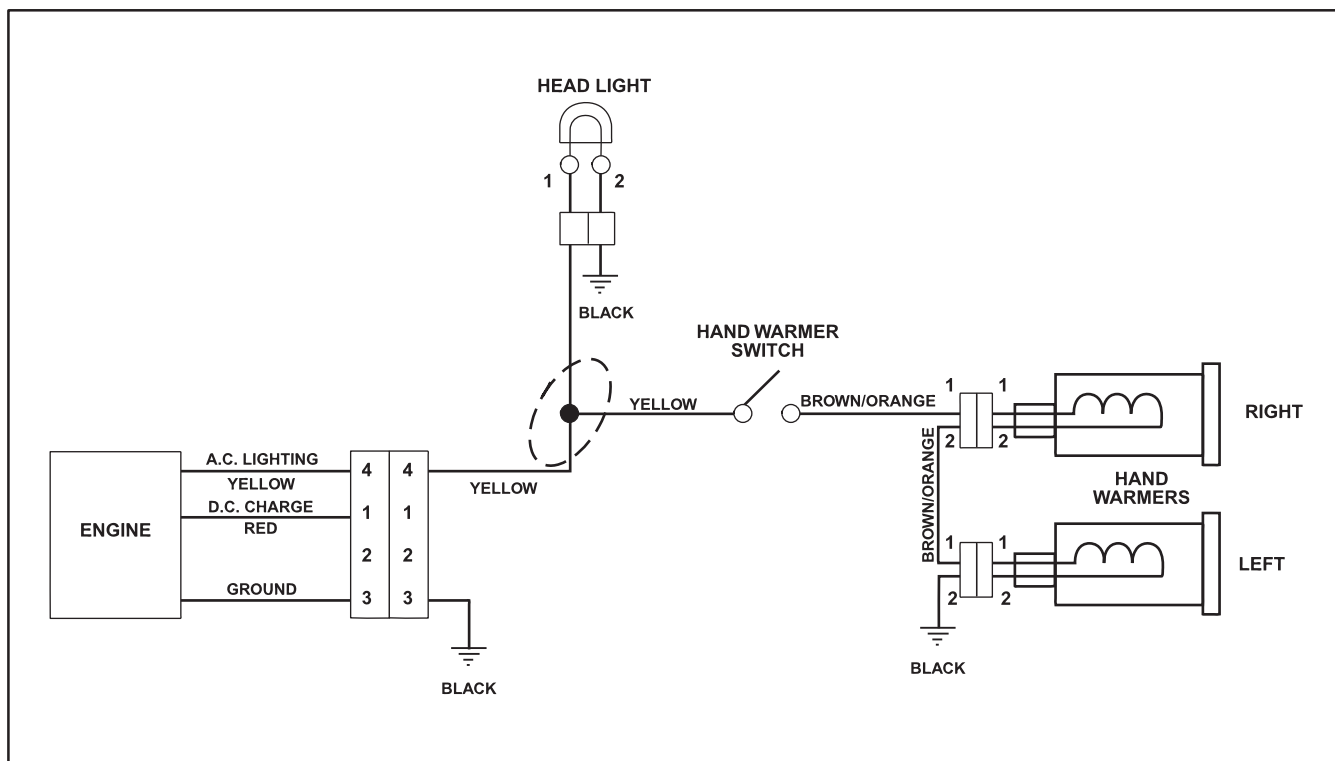 HEAD LIGHT
1
2
BLACK
HAND WARMER
SWITCH
YELLOW
BROWN/ORANGE
1
1
2
2
RIGHT
BROWN/ORANGE
HAND
WARMERS
1
1
2
2
LEFT
BLACK
ENGINE
A.C. LIGHTING
YELLOW
D.C. CHARGE
RED
GROUND
4
4
1
1
2
2
3
3
YELLOW
BLACK